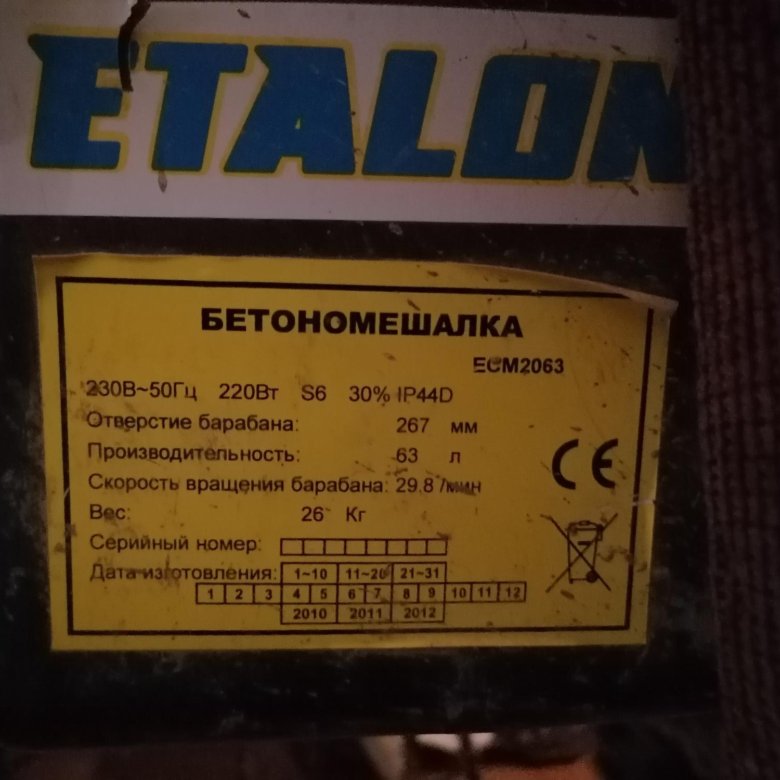 ETALON
БЕТОНОМЕШАЛКА
ECM2063
230В~50Гц 220Вт S6 30% IP44D
Отверстие барабана: 267 мм
Производительность: 63 л
Скорость вращения барабана: 29.8 /мин
Вес: 26 Кг
CE
Серийный номер:
Дата изготовления: 1~10 11~20 21~31
1 2 3 4 5 6 7 8 9 10 11 12
2010 2011 2012